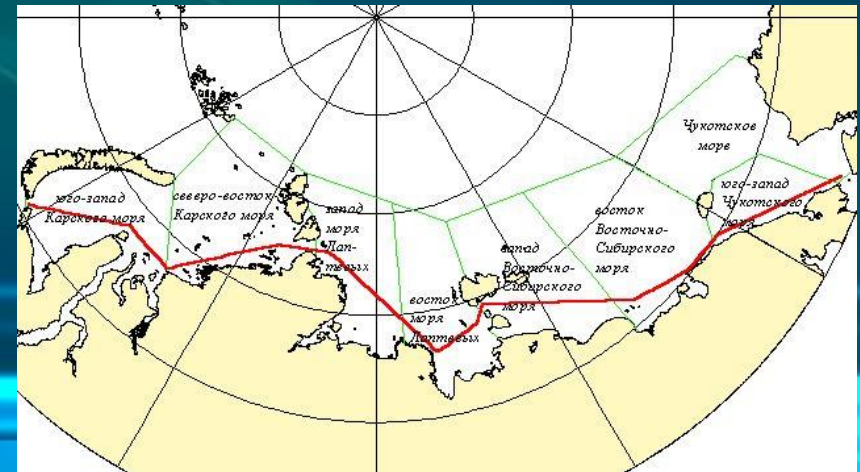 Чукотское
море
юго-запад
Карского моря
северо-восток
Карского моря
запад
моря
Лап-
тевых
восток
моря
Лаптевых
запад
Восточно-
Сибирского
моря
восток
Восточно-
Сибирского
моря
юго-запад
Чукотского
моря